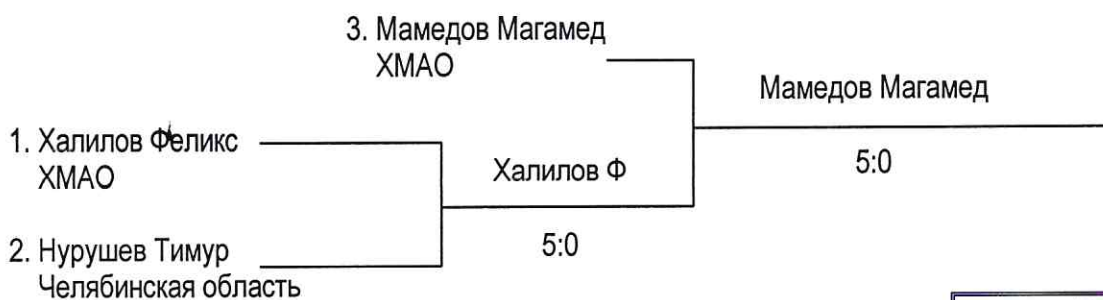 3. Мамедов Магамед
ХМАО
Мамедов Магамед
5:0
1. Халилов Феликс
ХМАО
Халилов Ф
5:0
2. Нурушев Тимур
Челябинская область